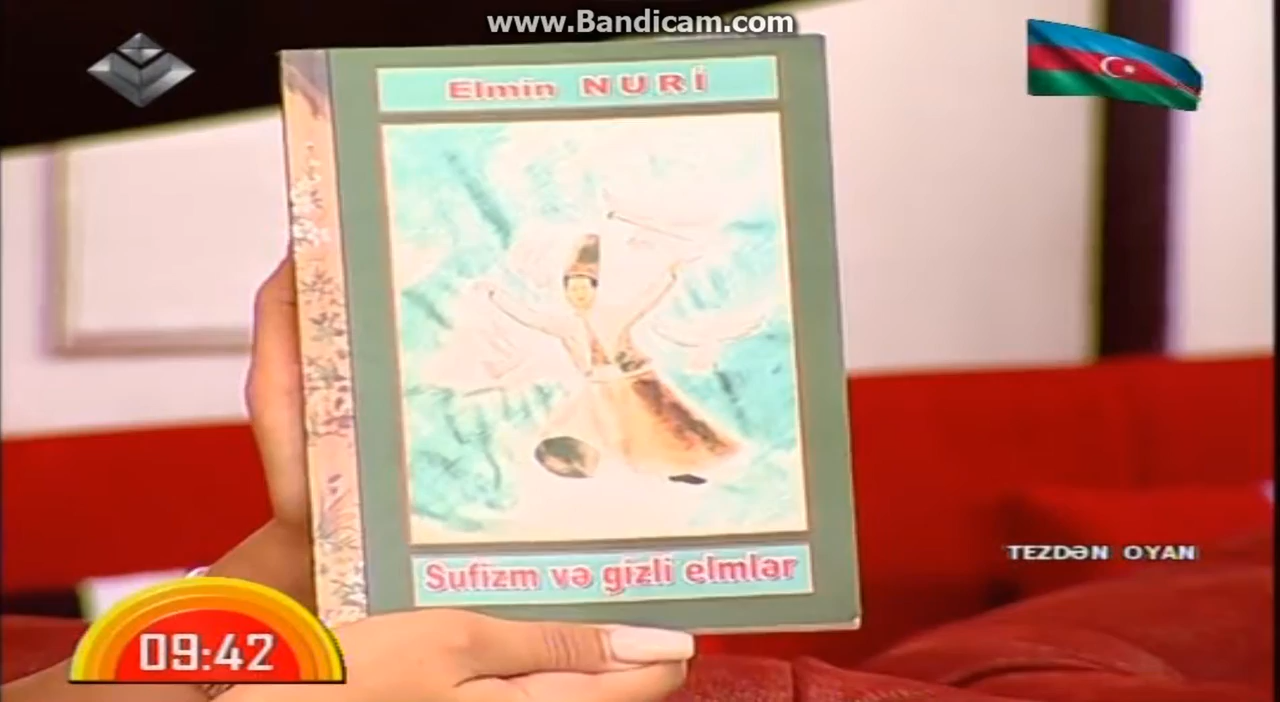 www.Bandicam.com
Elmin NURİ
Sufizm və gizli elmlər
TEZDƏN OYAN
09:42